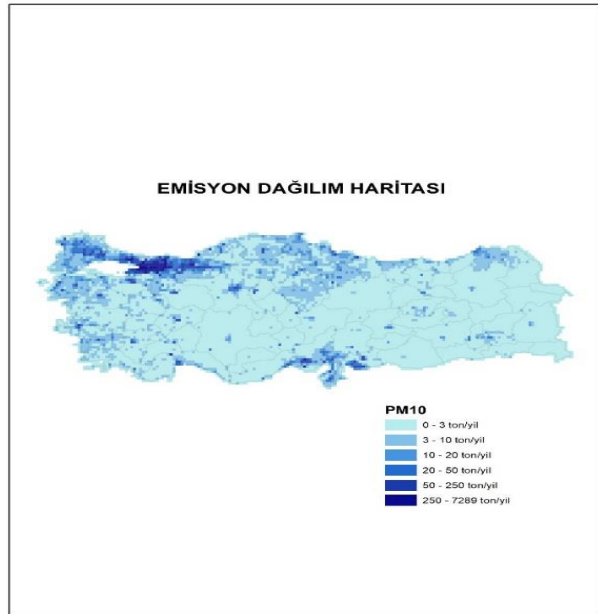 EMİSYON DAĞILIM HARİTASI
PM10
0 - 3 ton/yil
3 - 10 ton/yil
10 - 20 ton/yil
20 - 50 ton/yil
50 - 250 ton/yil
250 - 7289 ton/yil